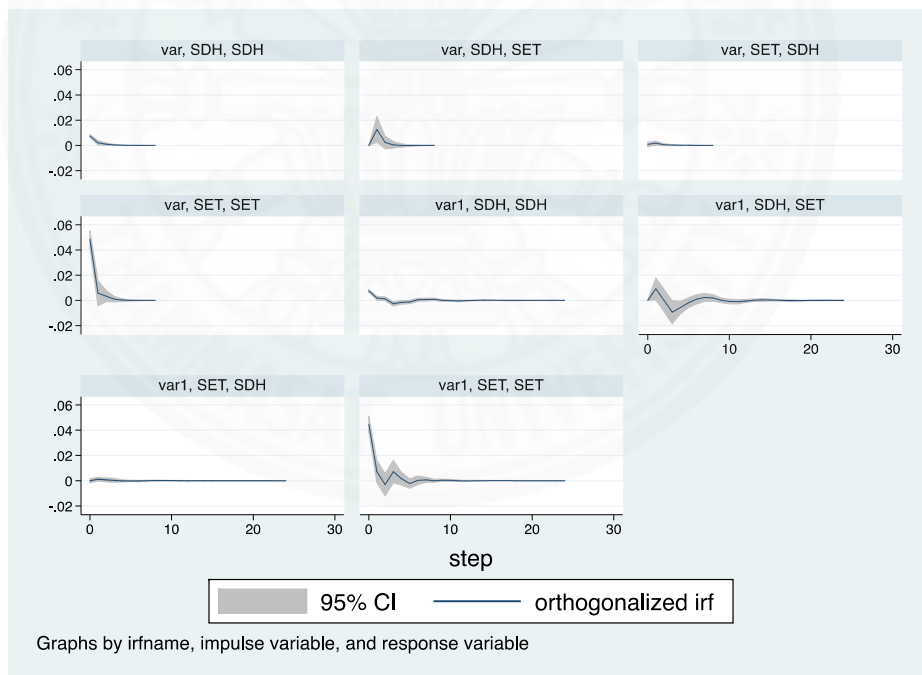 var, SDH, SDH
var, SDH, SET
var, SET, SDH
.06
.04
.02
0
-.02
var, SET, SET
var1, SDH, SDH
var1, SDH, SET
.06
.04
.02
0
-.02
0 10 20 30
var1, SET, SDH
var1, SET, SET
.06
.04
.02
0
-.02
0 10 20 30
0 10 20 30
step
95% CI
orthogonalized irf
Graphs by irfname, impulse variable, and response variable